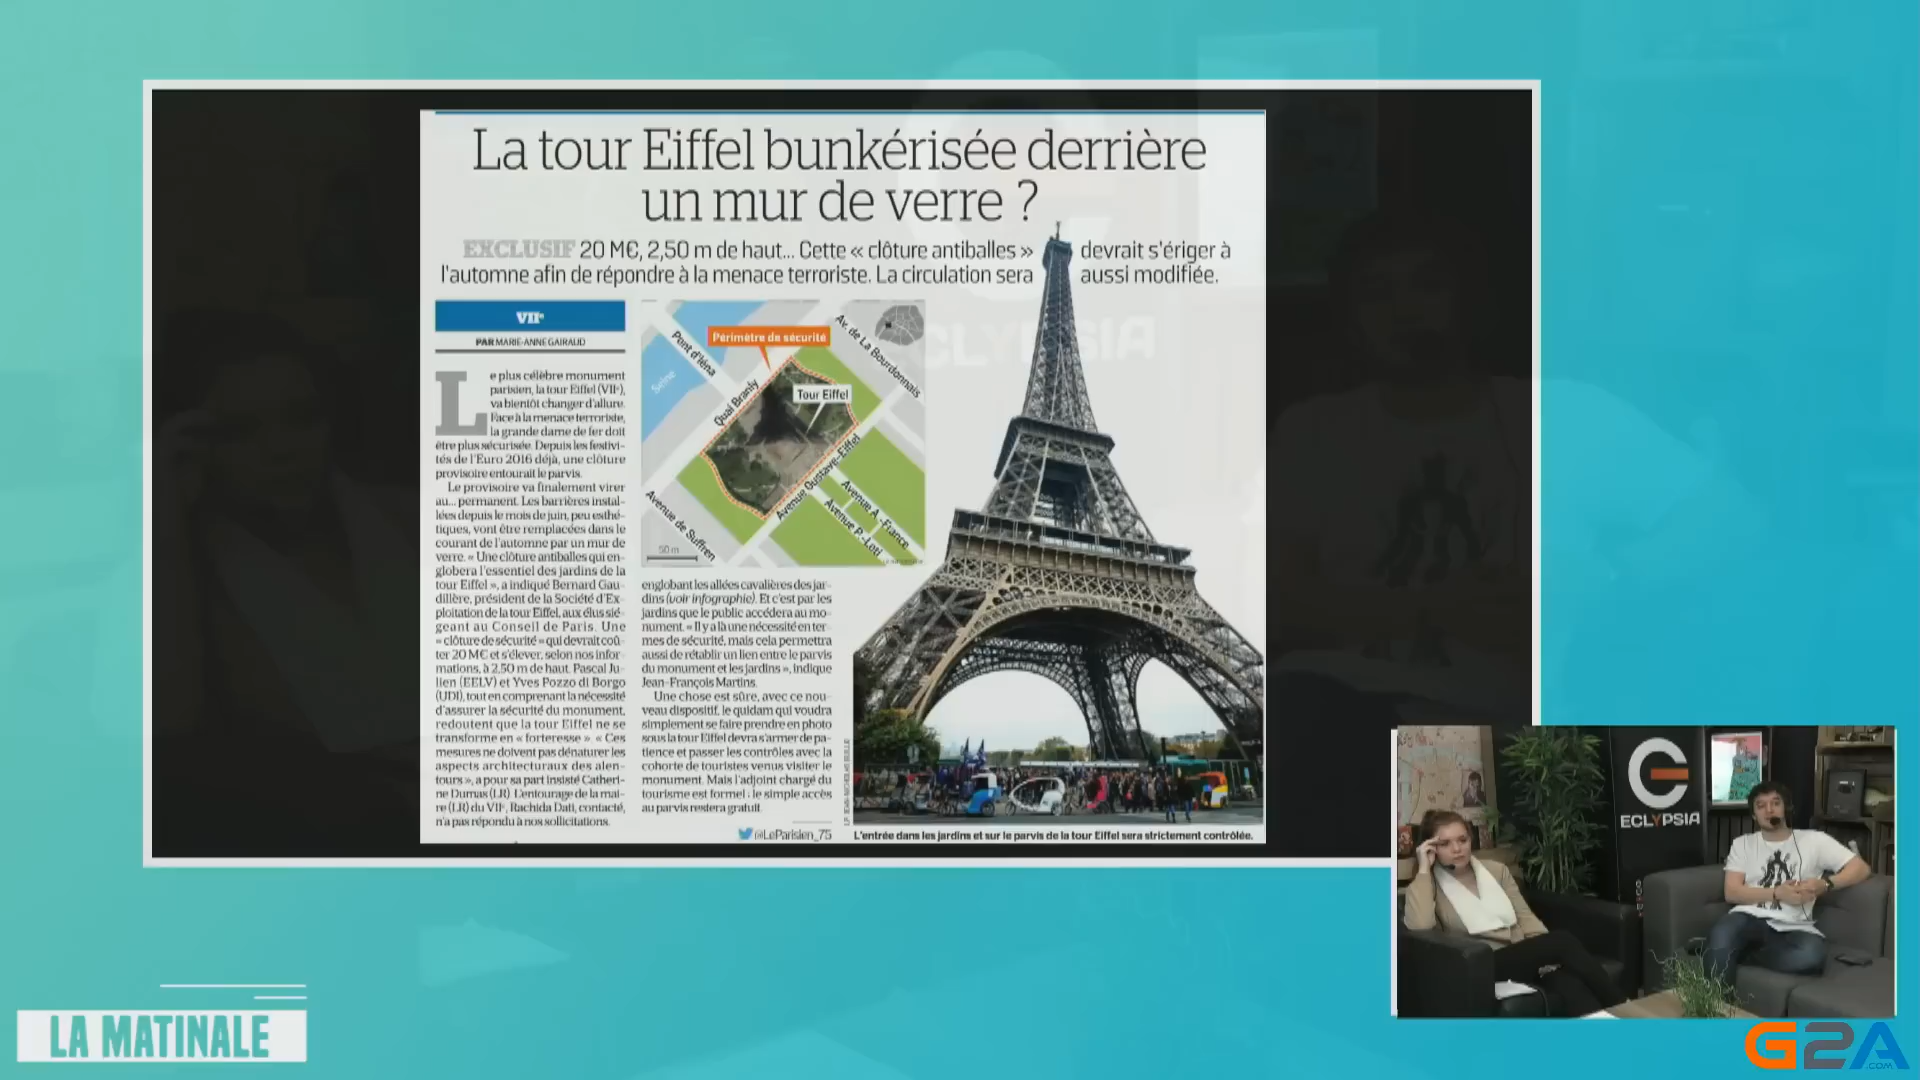 La tour Eiffel bunkérisée derrière
un mur de verre ?
EXCLUSIF 20 M€, 2,50 m de haut... Cette « clôture antiballes » devrait s'ériger à
l'automne afin de répondre à la menace terroriste. La circulation sera aussi modifiée.
VIIe
PAR MARIE-ANNE GAIRAUD
Le plus célèbre monument
parisien, la tour Eiffel (VIIe),
va bientôt changer d'allure.
Face à la menace terroriste,
la grande dame de fer doit
être plus sécurisée. Depuis les festivi-
tés de l'Euro 2016 déjà, une clôture
provisoire entourait le parvis.
Le provisoire va finalement virer
au... permanent. Les barrières instal-
lées depuis le mois de juin, peu esthé-
tiques, vont être remplacées dans le
courant de l'automne par un mur de
verre. « Une clôture antiballes qui en-
globera l'essentiel des jardins de la
tour Eiffel », a indiqué Bernard Gau-
dillère, président de la Société d'Ex-
ploitation de la tour Eiffel, aux élus sié-
geant au Conseil de Paris. Une
« clôture de sécurité » qui devrait coû-
ter 20 M€ et s'élever, selon nos infor-
mations, à 2,50 m de haut. Pascal Ju-
lien (EELV) et Yves Pozzo di Borgo
(UDI), tout en comprenant la nécessité
d'assurer la sécurité du monument,
redoutent que la tour Eiffel ne se
transforme en « forteresse ». « Ces
mesures ne doivent pas dénaturer les
aspects architecturaux des alen-
tours », a pour sa part insisté Catheri-
ne Dumas (LR). L'entourage de la mai-
re (LR) du VIIe, Rachida Dati, contacté,
n'a pas répondu à nos sollicitations.
Périmètre de sécurité
Av. de La Bourdonnais
Pont d'Iéna
Seine
Quai Branly
Tour Eiffel
Avenue Gustave-Eiffel
Avenue A.-France
Avenue P.-Loti
Avenue de Suffren
50 m
englobant les allées cavalières des jar-
dins (voir infographie). Et c'est par les
jardins que le public accédera au mo-
nument. « Il y a là une nécessité en ter-
mes de sécurité, mais cela permettra
aussi de rétablir un lien entre le parvis
du monument et les jardins », indique
Jean-François Martins.
Une chose est sûre, avec ce nou-
veau dispositif, le quidam qui voudra
simplement se faire prendre en photo
sous la tour Eiffel devra s'armer de pa-
tience et passer les contrôles avec la
cohorte de touristes venus visiter le
monument. Mais l'adjoint chargé du
tourisme est formel : le simple accès
au parvis restera gratuit.
@LeParisien_75
L'entrée dans les jardins et sur le parvis de la tour Eiffel sera strictement contrôlée.
ECLYPSIA
ECLYPSIA
LA MATINALE
G2A
.COM